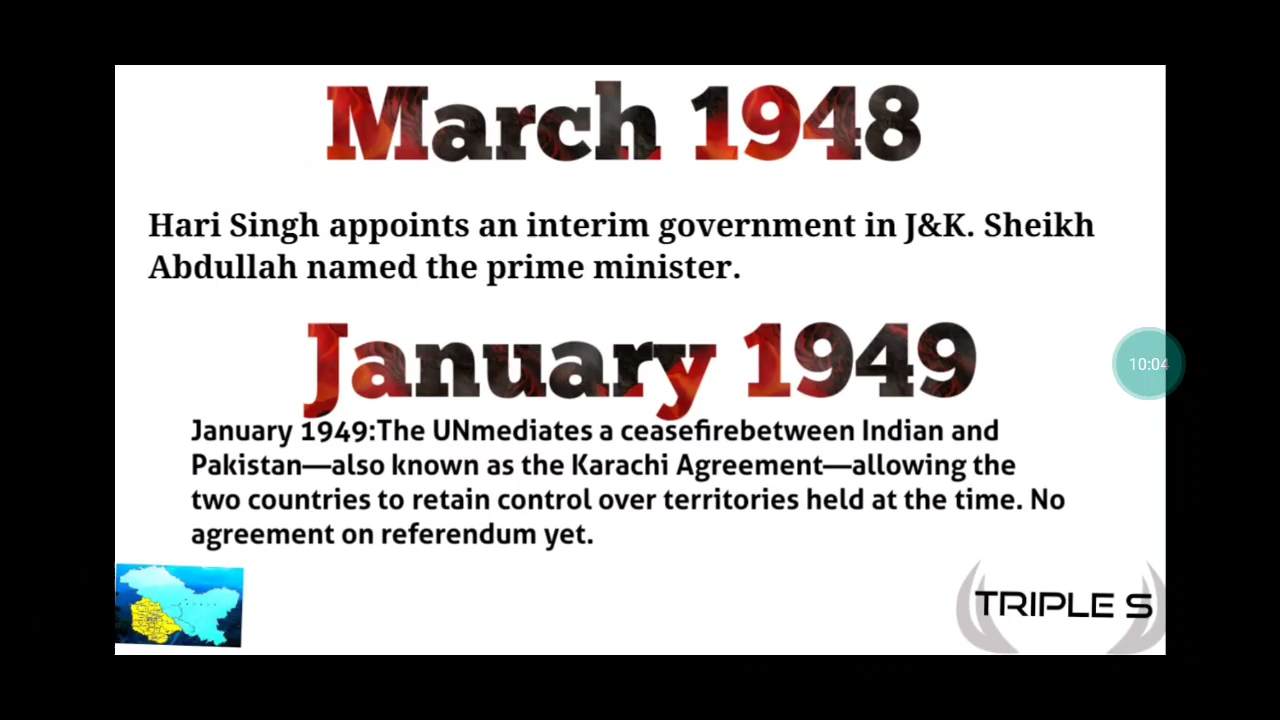 March 1948
Hari Singh appoints an interim government in J&K. Sheikh
Abdullah named the prime minister.
January 1949
January 1949:The UNmediates a ceasefirebetween Indian and
Pakistan—also known as the Karachi Agreement—allowing the
two countries to retain control over territories held at the time. No
agreement on referendum yet.
10:04
TRIPLE S